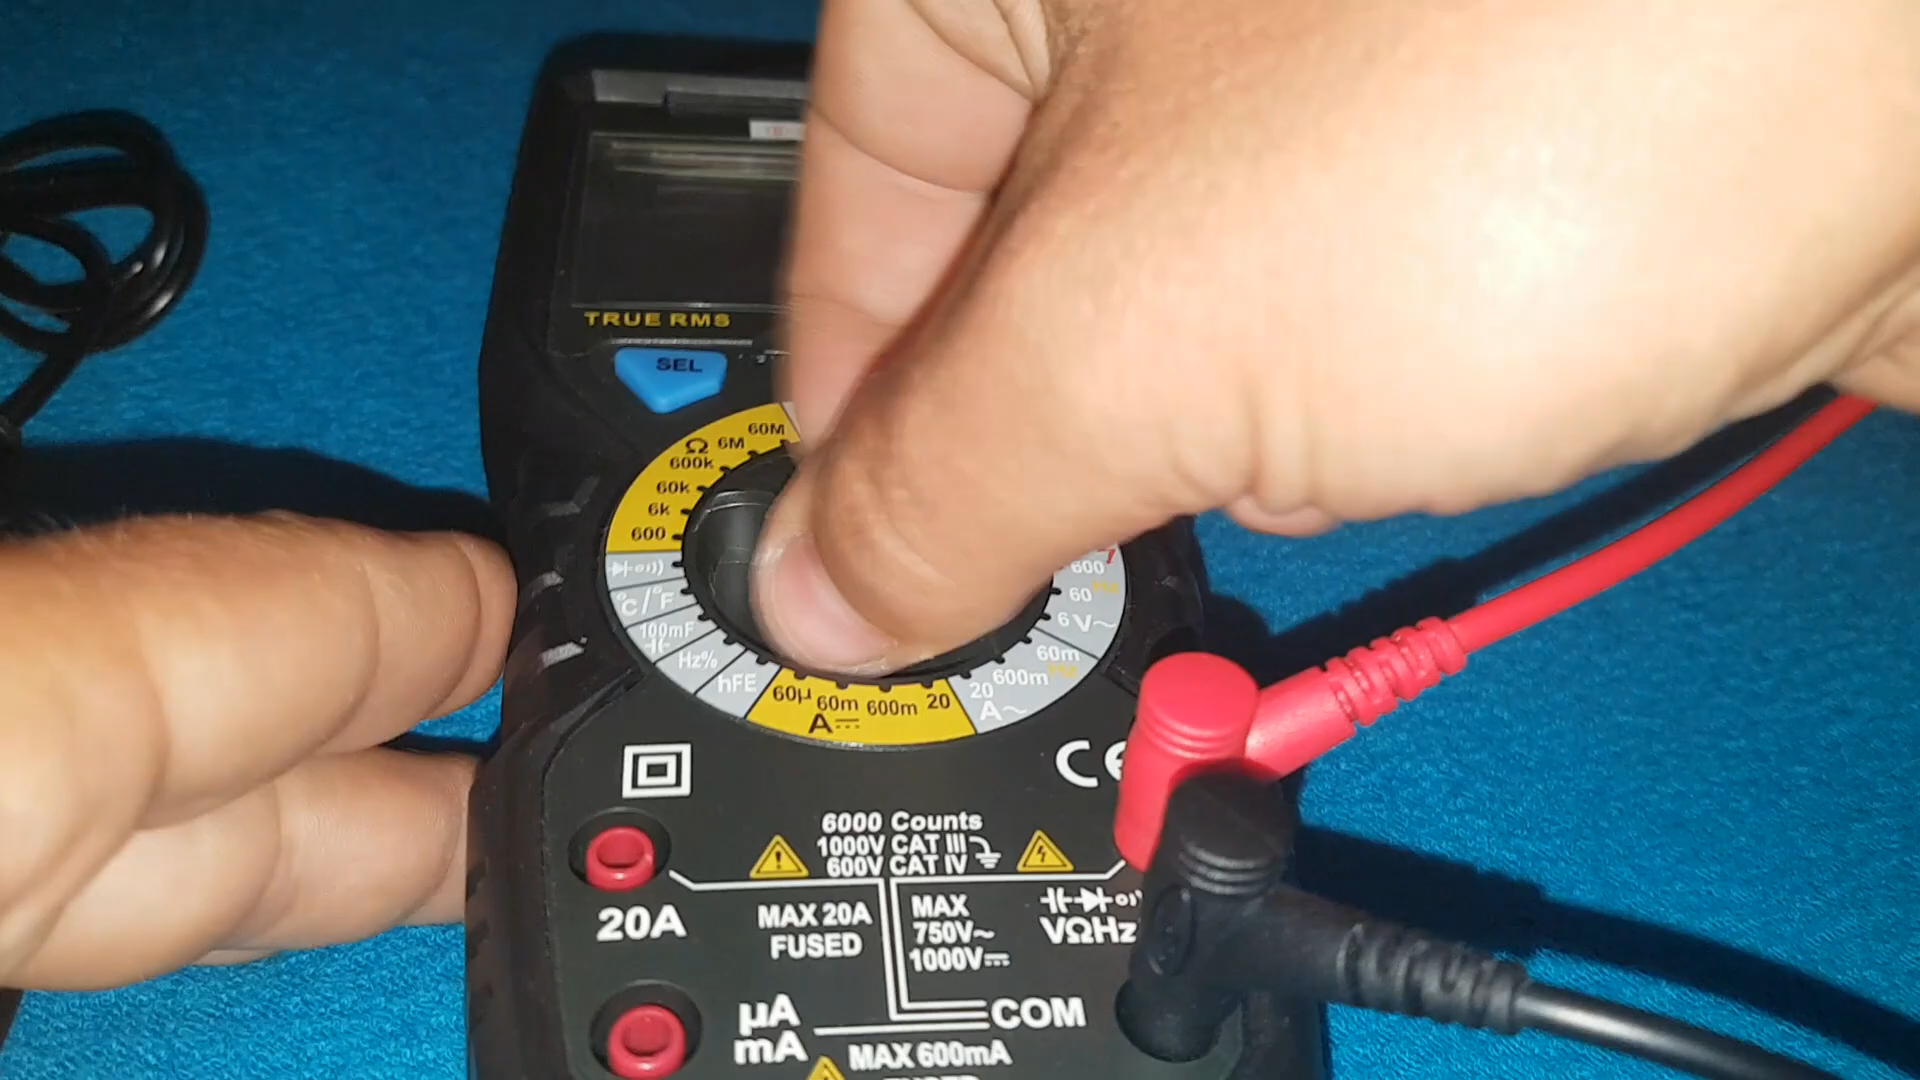 TRUE RMS
SEL
60M
6M
Ω
600k
60k
6k
600
°C/°F
100mF
Hz%
hFE
60µ 60m 600m 20
A⎓
600
60 Hz
6 V~
60m
600m Hz
20
A~
CE
6000 Counts
1000V CAT III
600V CAT IV
20A
MAX 20A
FUSED
MAX
750V~
1000V⎓
VΩHz
µA
mA
COM
MAX 600mA